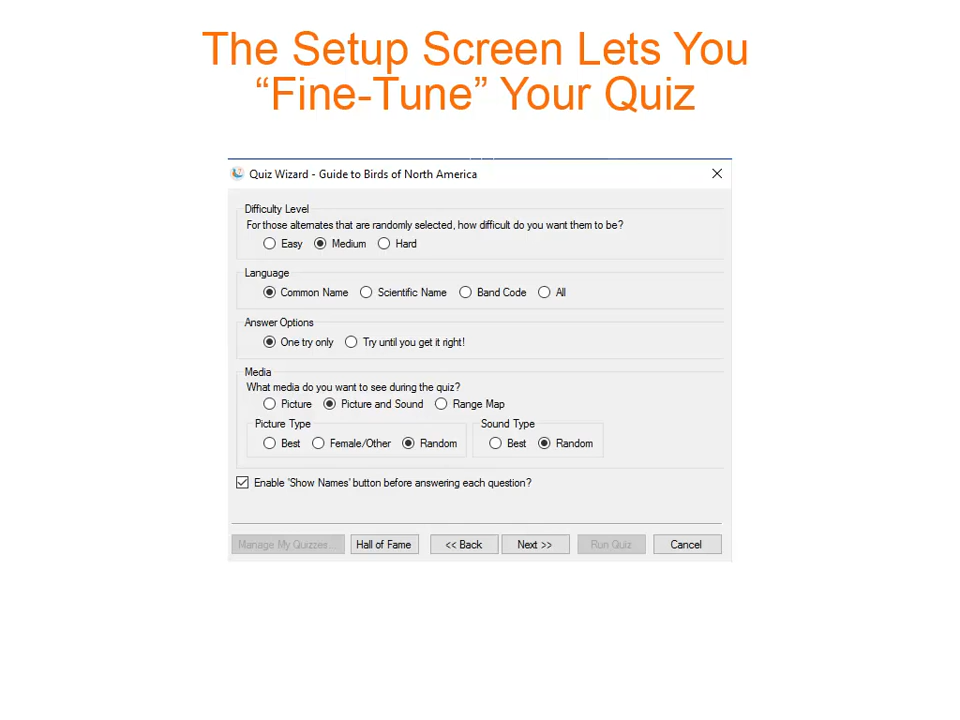 The Setup Screen Lets You
“Fine-Tune” Your Quiz
Quiz Wizard - Guide to Birds of North America
Difficulty Level
For those alternates that are randomly selected, how difficult do you want them to be?
Easy Medium Hard
Language
Common Name Scientific Name Band Code All
Answer Options
One try only Try until you get it right!
Media
What media do you want to see during the quiz?
Picture Picture and Sound Range Map
Picture Type Sound Type
Best Female/Other Random Best Random
Enable 'Show Names' button before answering each question?
Manage My Quizzes... Hall of Fame << Back Next >> Run Quiz Cancel